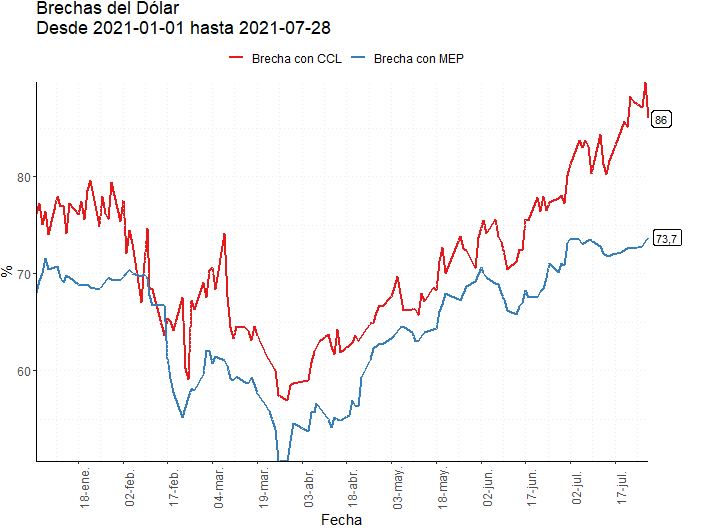 Brechas del Dólar
Desde 2021-01-01 hasta 2021-07-28
Brecha con CCL Brecha con MEP
%
80
70
60
86
73,7
18-ene.
02-feb.
17-feb.
04-mar.
19-mar.
03-abr.
18-abr.
03-may.
18-may.
02-jun.
17-jun.
02-jul.
17-jul.
Fecha